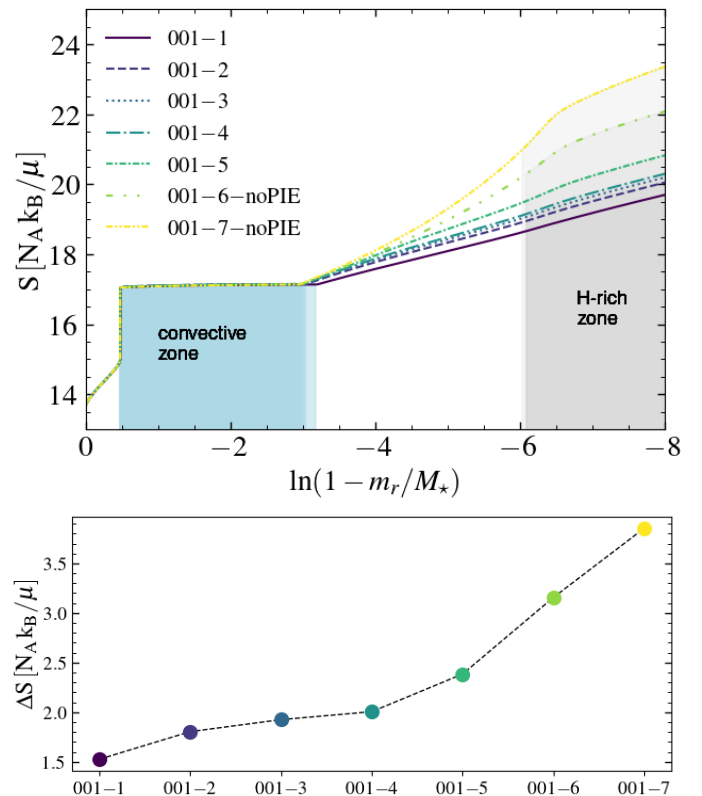 001−1
001−2
001−3
001−4
001−5
001−6−noPIE
001−7−noPIE
24
22
20
18
16
14
S [N_A k_B/μ]
convective
zone
H-rich
zone
0 −2 −4 −6 −8
ln(1 − m_r/M_⋆)
3.5
3.0
2.5
2.0
1.5
ΔS [N_A k_B/μ]
001−1 001−2 001−3 001−4 001−5 001−6 001−7